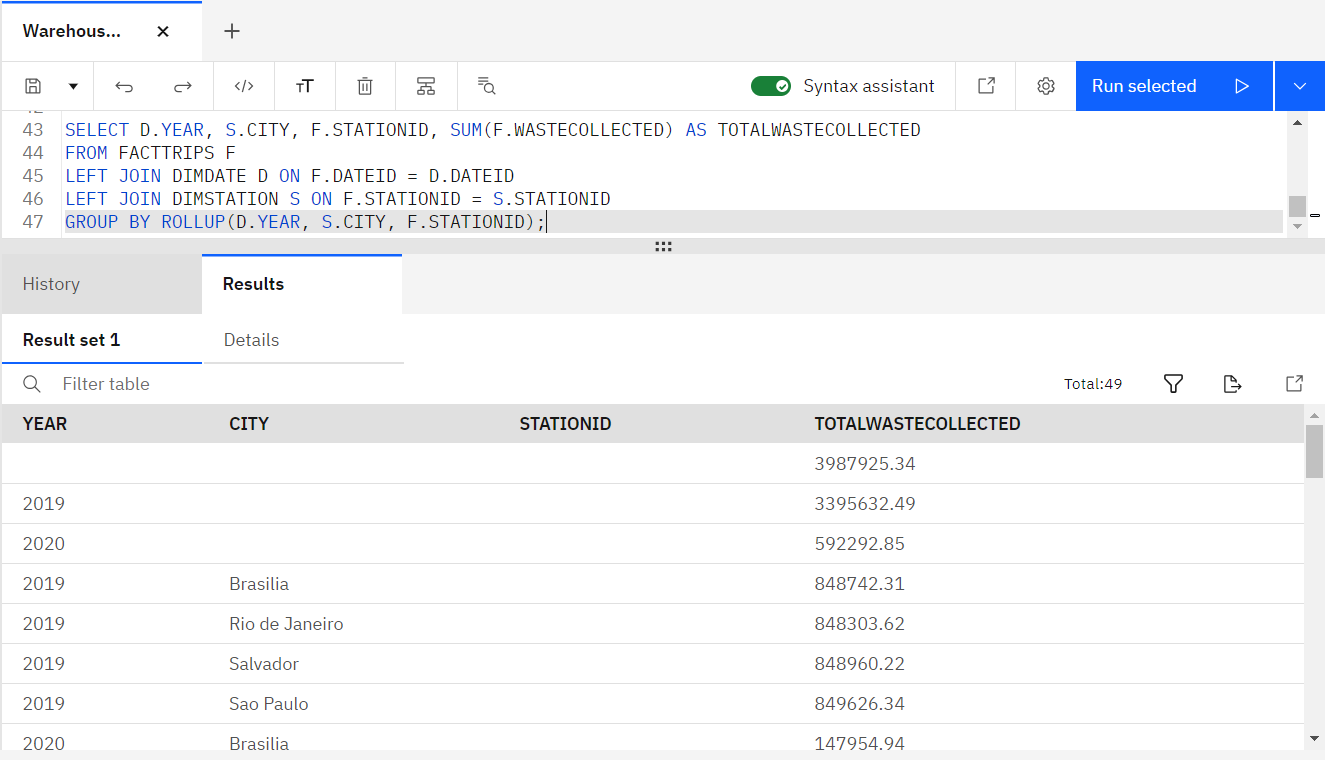 Warehous...
Syntax assistant
Run selected
42
43 SELECT D.YEAR, S.CITY, F.STATIONID, SUM(F.WASTECOLLECTED) AS TOTALWASTECOLLECTED
44 FROM FACTTRIPS F
45 LEFT JOIN DIMDATE D ON F.DATEID = D.DATEID
46 LEFT JOIN DIMSTATION S ON F.STATIONID = S.STATIONID
47 GROUP BY ROLLUP(D.YEAR, S.CITY, F.STATIONID);
History Results
Result set 1 Details
Filter table Total:49
YEAR CITY STATIONID TOTALWASTECOLLECTED
3987925.34
2019 3395632.49
2020 592292.85
2019 Brasilia 848742.31
2019 Rio de Janeiro 848303.62
2019 Salvador 848960.22
2019 Sao Paulo 849626.34
2020 Brasilia 147954.94